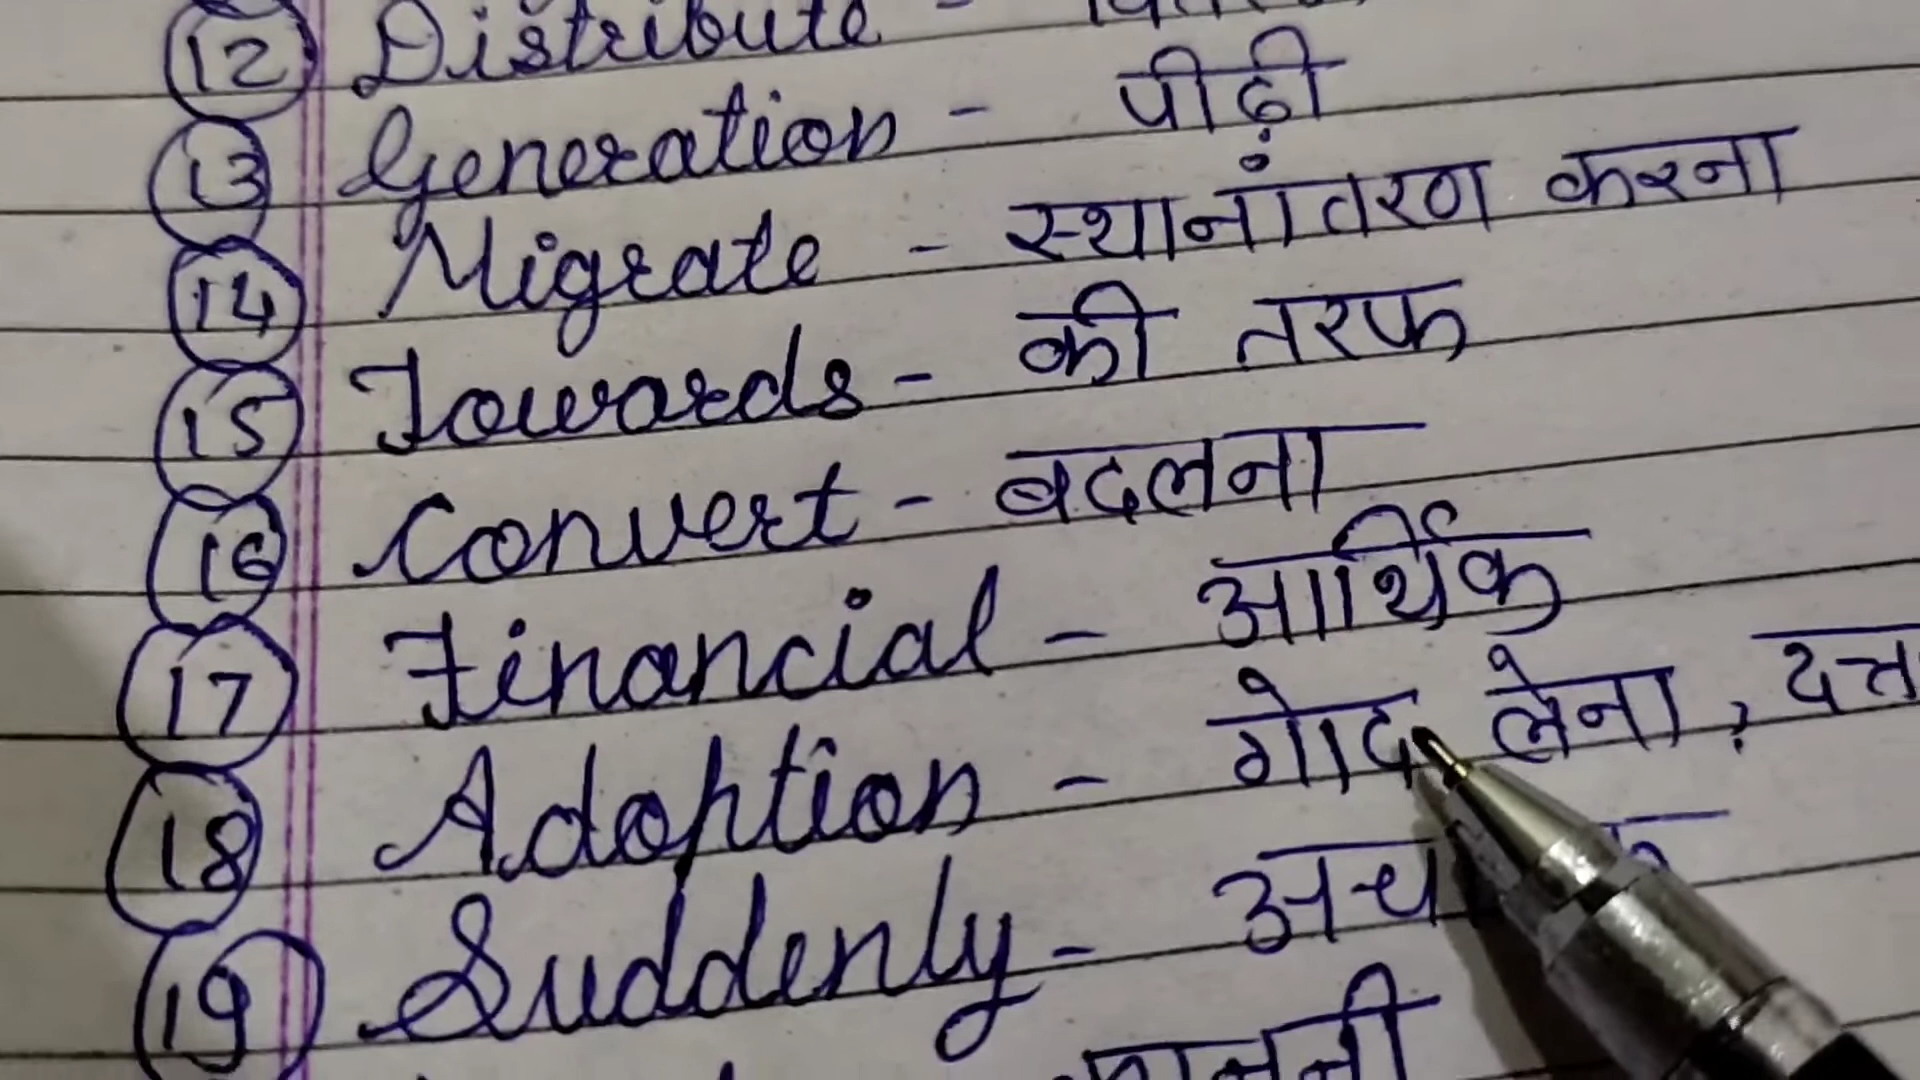 12 Distribute -
13 Generation - पीढ़ी
14 Migrate - स्थानांतरण करना
15 Towards - की तरफ
16 Convert - बदलना
17 Financial - आर्थिक
18 Adoption - गोद लेना,
19 Suddenly -